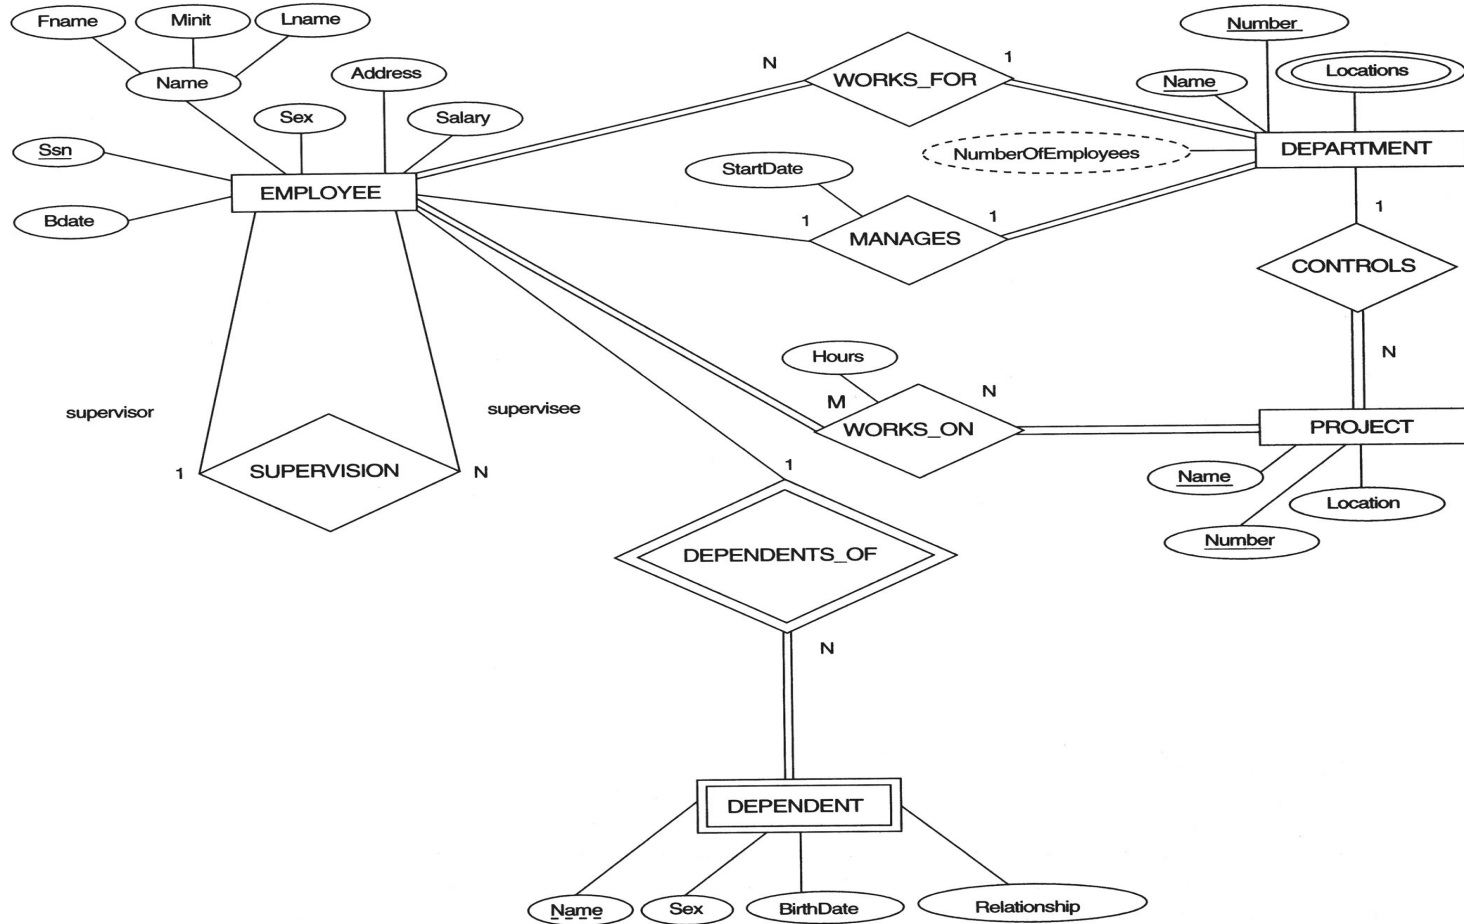 Fname
Minit
Lname
Number
N
1
WORKS_FOR
Address
Name
Locations
Name
Sex
Salary
NumberOfEmployees
DEPARTMENT
Ssn
StartDate
EMPLOYEE
1
1
1
Bdate
MANAGES
CONTROLS
Hours
N
M
N
supervisor
supervisee
WORKS_ON
PROJECT
1
SUPERVISION
N
1
Name
Location
Number
DEPENDENTS_OF
N
DEPENDENT
Name
Sex
BirthDate
Relationship